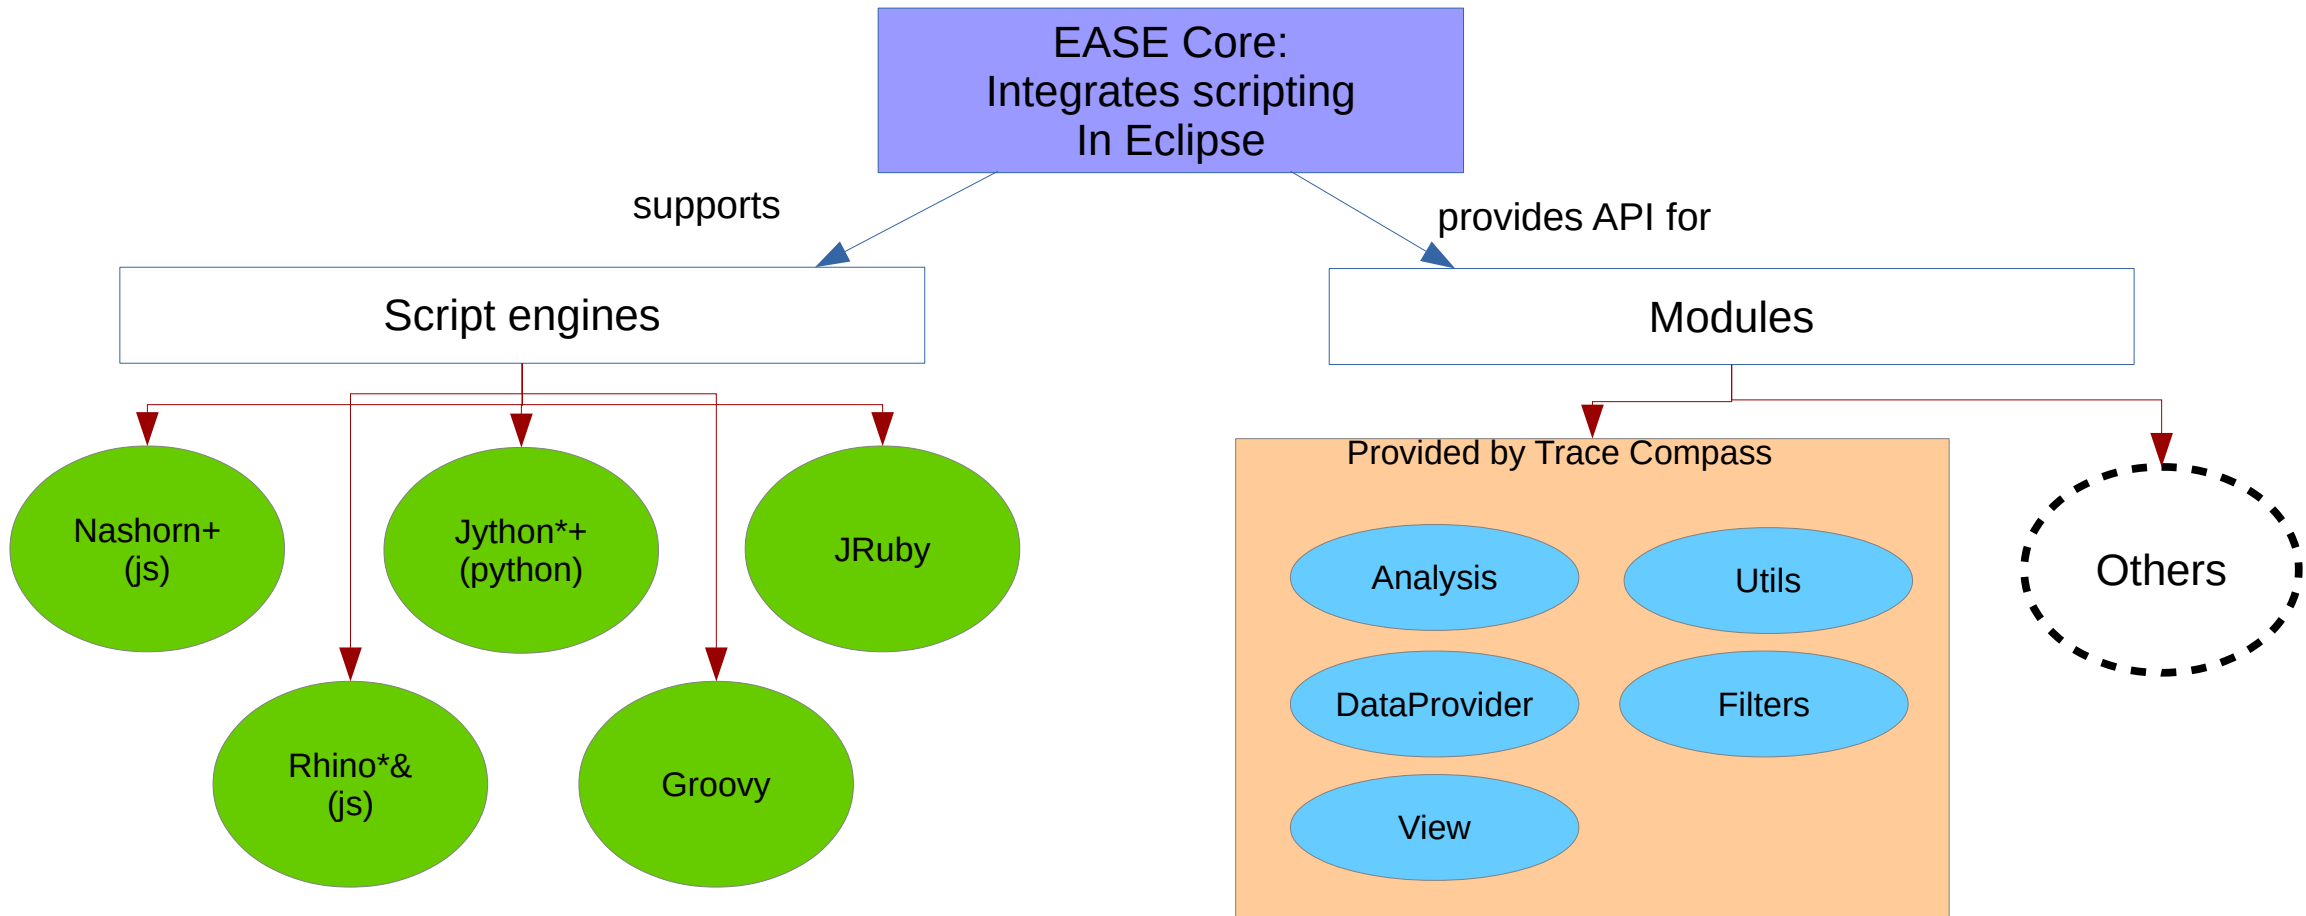 EASE Core:
Integrates scripting
In Eclipse
supports
provides API for
Script engines
Modules
Nashorn+
(js)
Jython*+
(python)
JRuby
Rhino*&
(js)
Groovy
Provided by Trace Compass
Analysis
Utils
DataProvider
Filters
View
Others